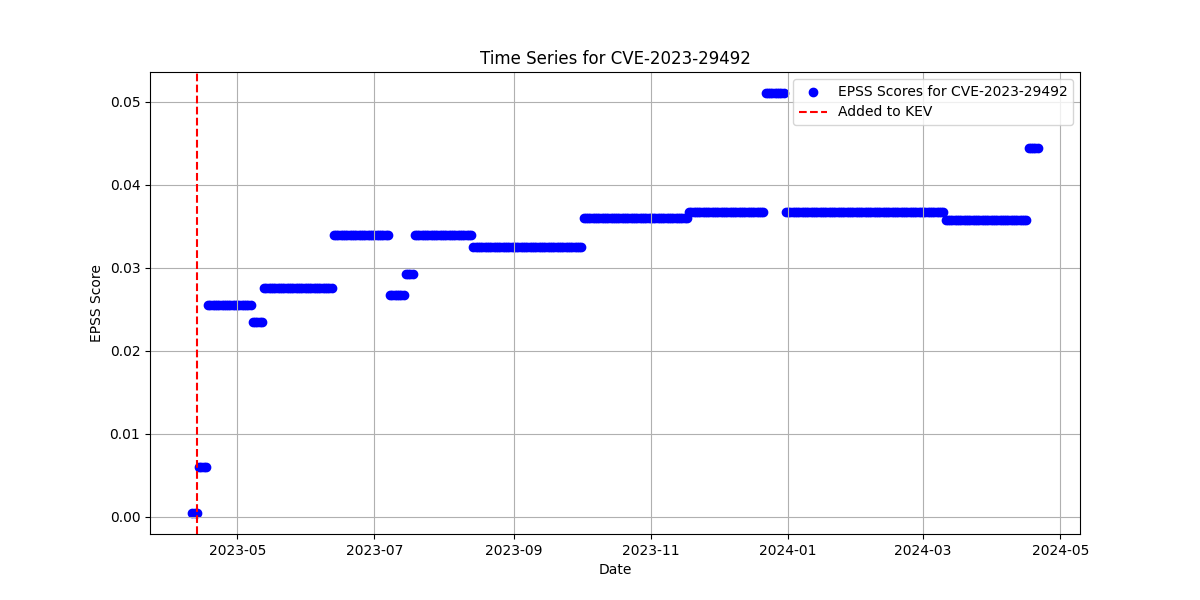 Time Series for CVE-2023-29492
EPSS Scores for CVE-2023-29492
Added to KEV
EPSS Score
0.05
0.04
0.03
0.02
0.01
0.00
2023-05
2023-07
2023-09
2023-11
2024-01
2024-03
2024-05
Date